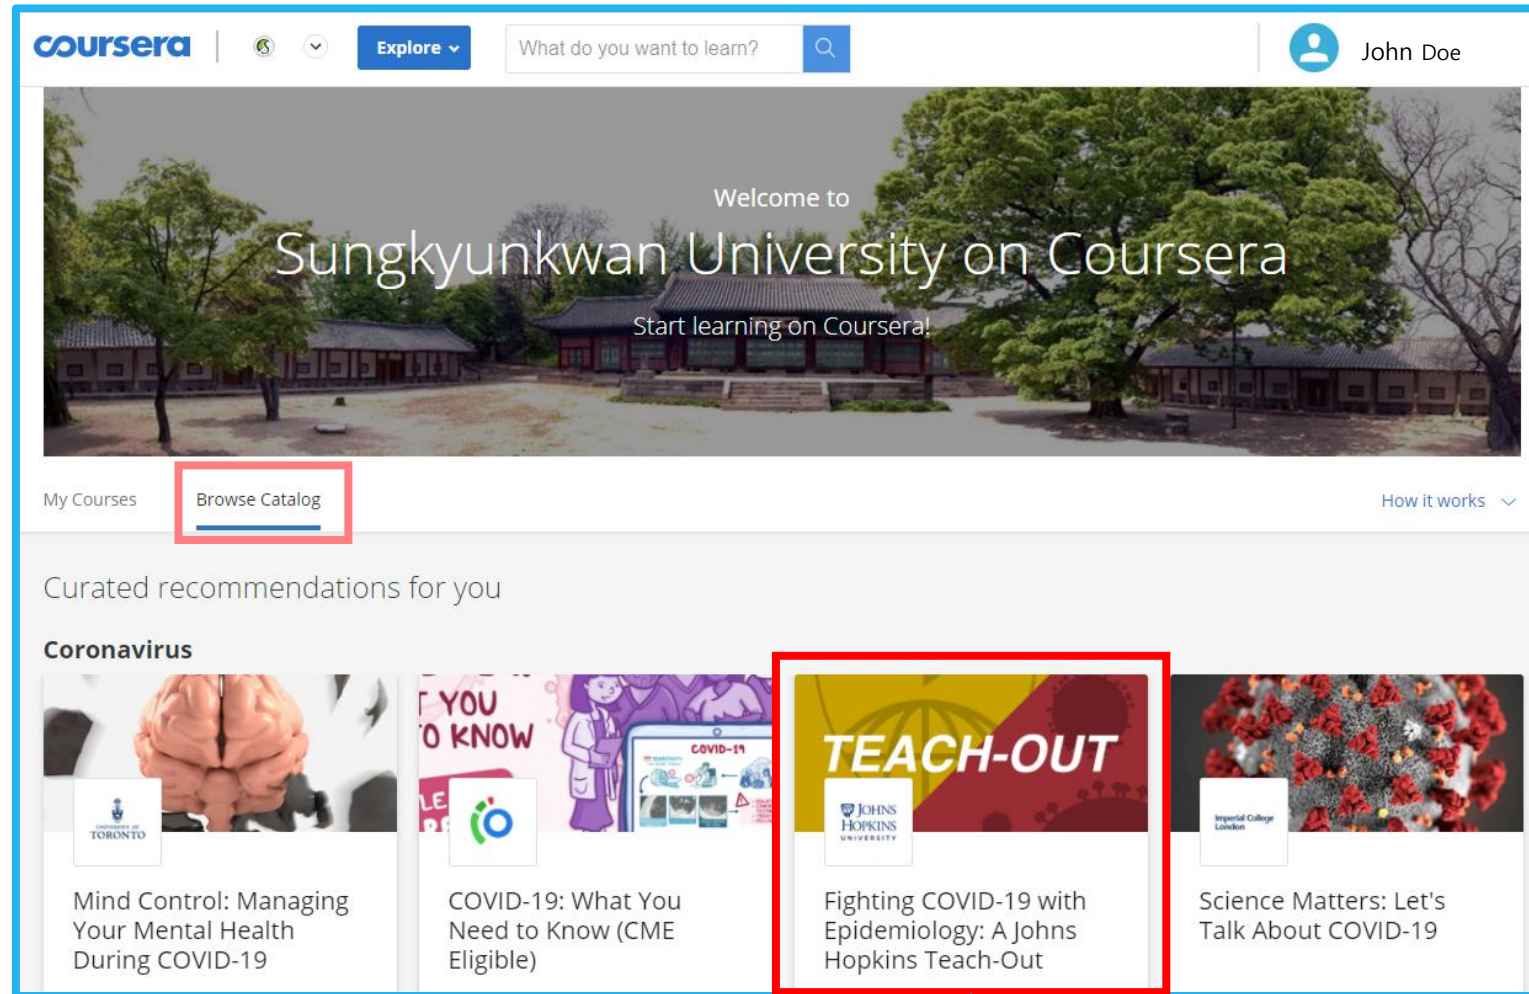 coursera
Explore
What do you want to learn?
John Doe
Welcome to
Sungkyunkwan University on Coursera
Start learning on Coursera!
My Courses
Browse Catalog
How it works
Curated recommendations for you
Coronavirus
UNIVERSITY OF
TORONTO
Mind Control: Managing
Your Mental Health
During COVID-19
T YOU
O KNOW
COVID-19
COVID-19: What You
Need to Know (CME
Eligible)
TEACH-OUT
JOHNS
HOPKINS
UNIVERSITY
Fighting COVID-19 with
Epidemiology: A Johns
Hopkins Teach-Out
Imperial College
London
Science Matters: Let's
Talk About COVID-19